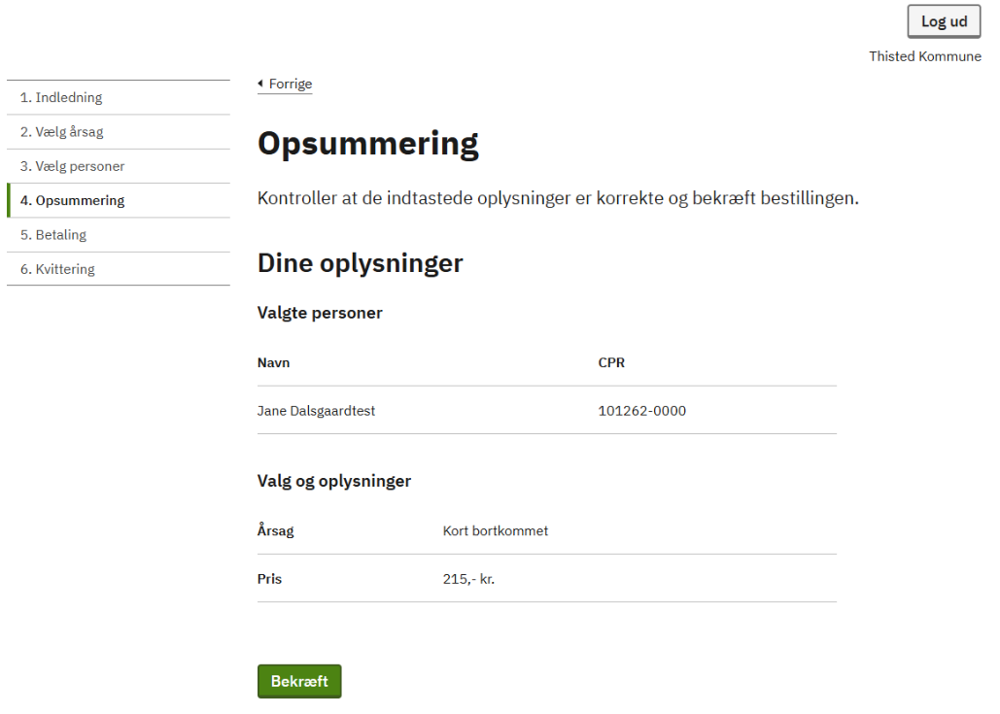 Log ud
Thisted Kommune
1. Indledning
2. Vælg årsag
3. Vælg personer
4. Opsummering
5. Betaling
6. Kvittering
Forrige
Opsummering
Kontroller at de indtastede oplysninger er korrekte og bekræft bestillingen.
Dine oplysninger
Valgte personer
Navn CPR
Jane Dalsgaardtest 101262-0000
Valg og oplysninger
Årsag Kort bortkommet
Pris 215,- kr.
Bekræft